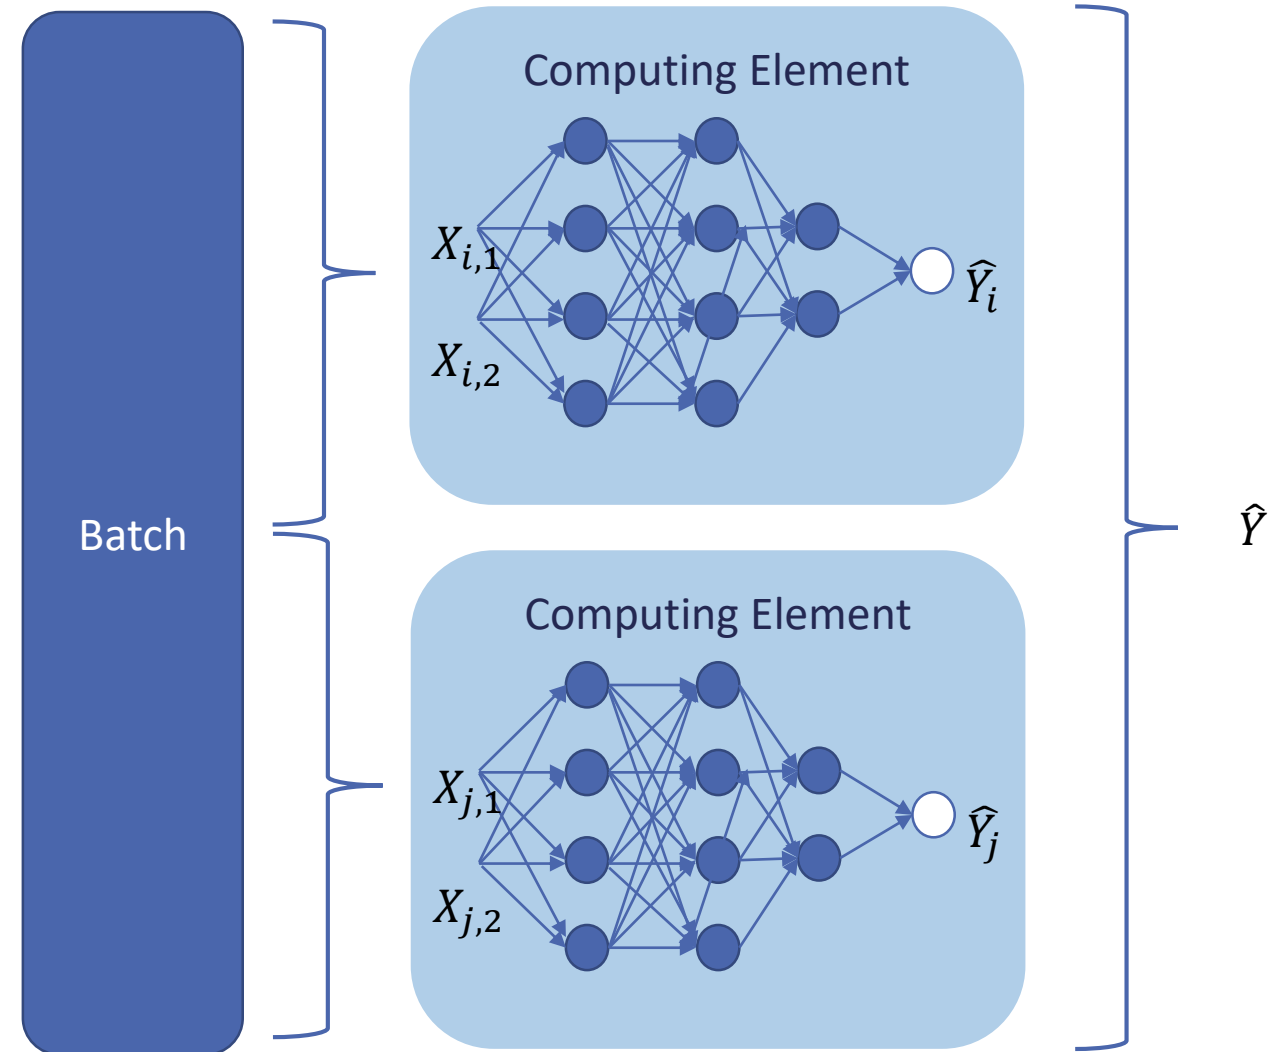 Batch
Computing Element
X_{i,1}
X_{i,2}
Ŷ_i
Computing Element
X_{j,1}
X_{j,2}
Ŷ_j
Ŷ